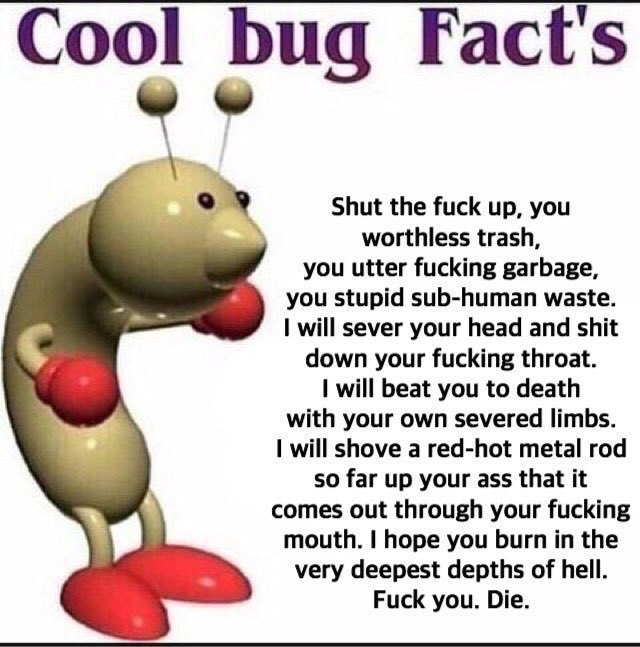 Cool bug Fact's
Shut the fuck up, you
worthless trash,
you utter fucking garbage,
you stupid sub-human waste.
I will sever your head and shit
down your fucking throat.
I will beat you to death
with your own severed limbs.
I will shove a red-hot metal rod
so far up your ass that it
comes out through your fucking
mouth. I hope you burn in the
very deepest depths of hell.
Fuck you. Die.